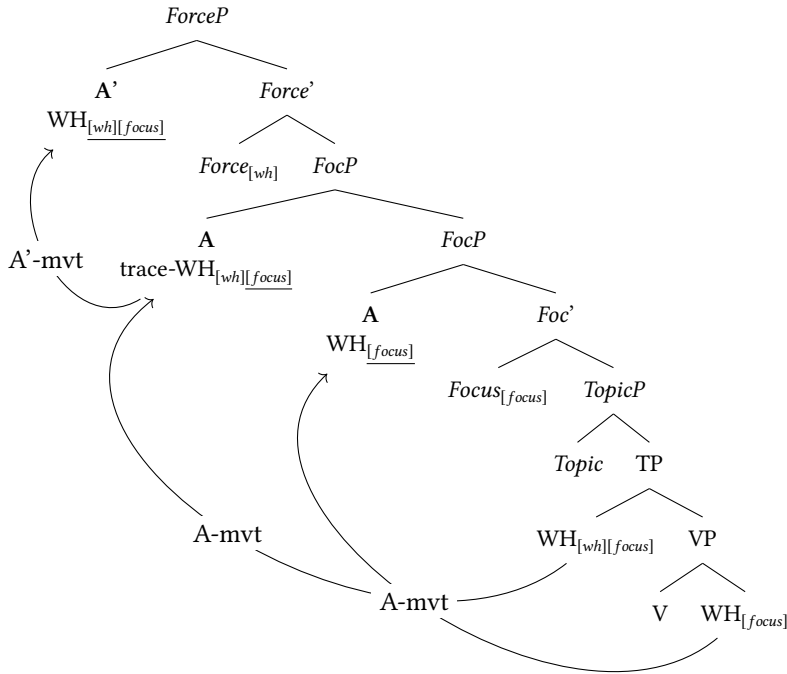 ForceP
A’
WH[wh][focus]
Force’
Force[wh]
FocP
A
trace-WH[wh][focus]
FocP
A’-mvt
A
WH[focus]
Foc’
Focus[focus]
TopicP
Topic
TP
A-mvt
WH[wh][focus]
VP
A-mvt
V
WH[focus]